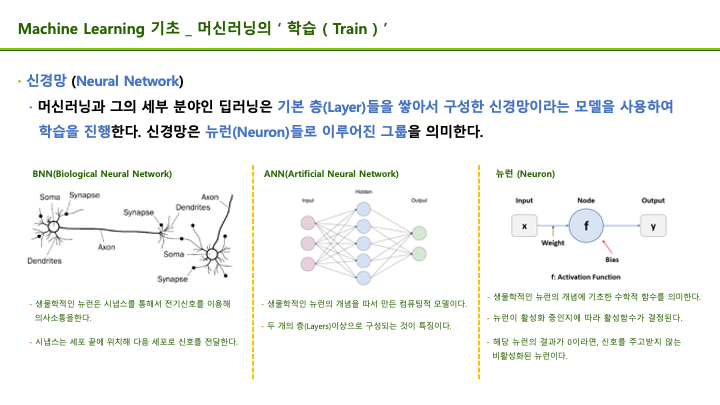 Machine Learning 기초 _ 머신러닝의 ‘ 학습 ( Train ) ’
· 신경망 (Neural Network)
· 머신러닝과 그의 세부 분야인 딥러닝은 기본 층(Layer)들을 쌓아서 구성한 신경망이라는 모델을 사용하여
학습을 진행한다. 신경망은 뉴런(Neuron)들로 이루어진 그룹을 의미한다.
BNN(Biological Neural Network)
Soma
Synapse
Axon
Synapse
Dendrites
Axon
Soma
Dendrites
Synapse
- 생물학적인 뉴런은 시냅스를 통해서 전기신호를 이용해
의사소통을한다.
- 시냅스는 세포 끝에 위치해 다음 세포로 신호를 전달한다.
ANN(Artificial Neural Network)
Hidden
Input
Output
- 생물학적인 뉴런의 개념을 따서 만든 컴퓨팅적 모델이다.
- 두 개의 층(Layers)이상으로 구성되는 것이 특징이다.
뉴런 (Neuron)
Input
Node
Output
x
f
y
Weight
Bias
f: Activation Function
- 생물학적인 뉴런의 개념에 기초한 수학적 함수를 의미한다.
- 뉴런이 활성화 중인지에 따라 활성함수가 결정된다.
- 해당 뉴런의 결과가 0이라면, 신호를 주고받지 않는
비활성화된 뉴런이다.